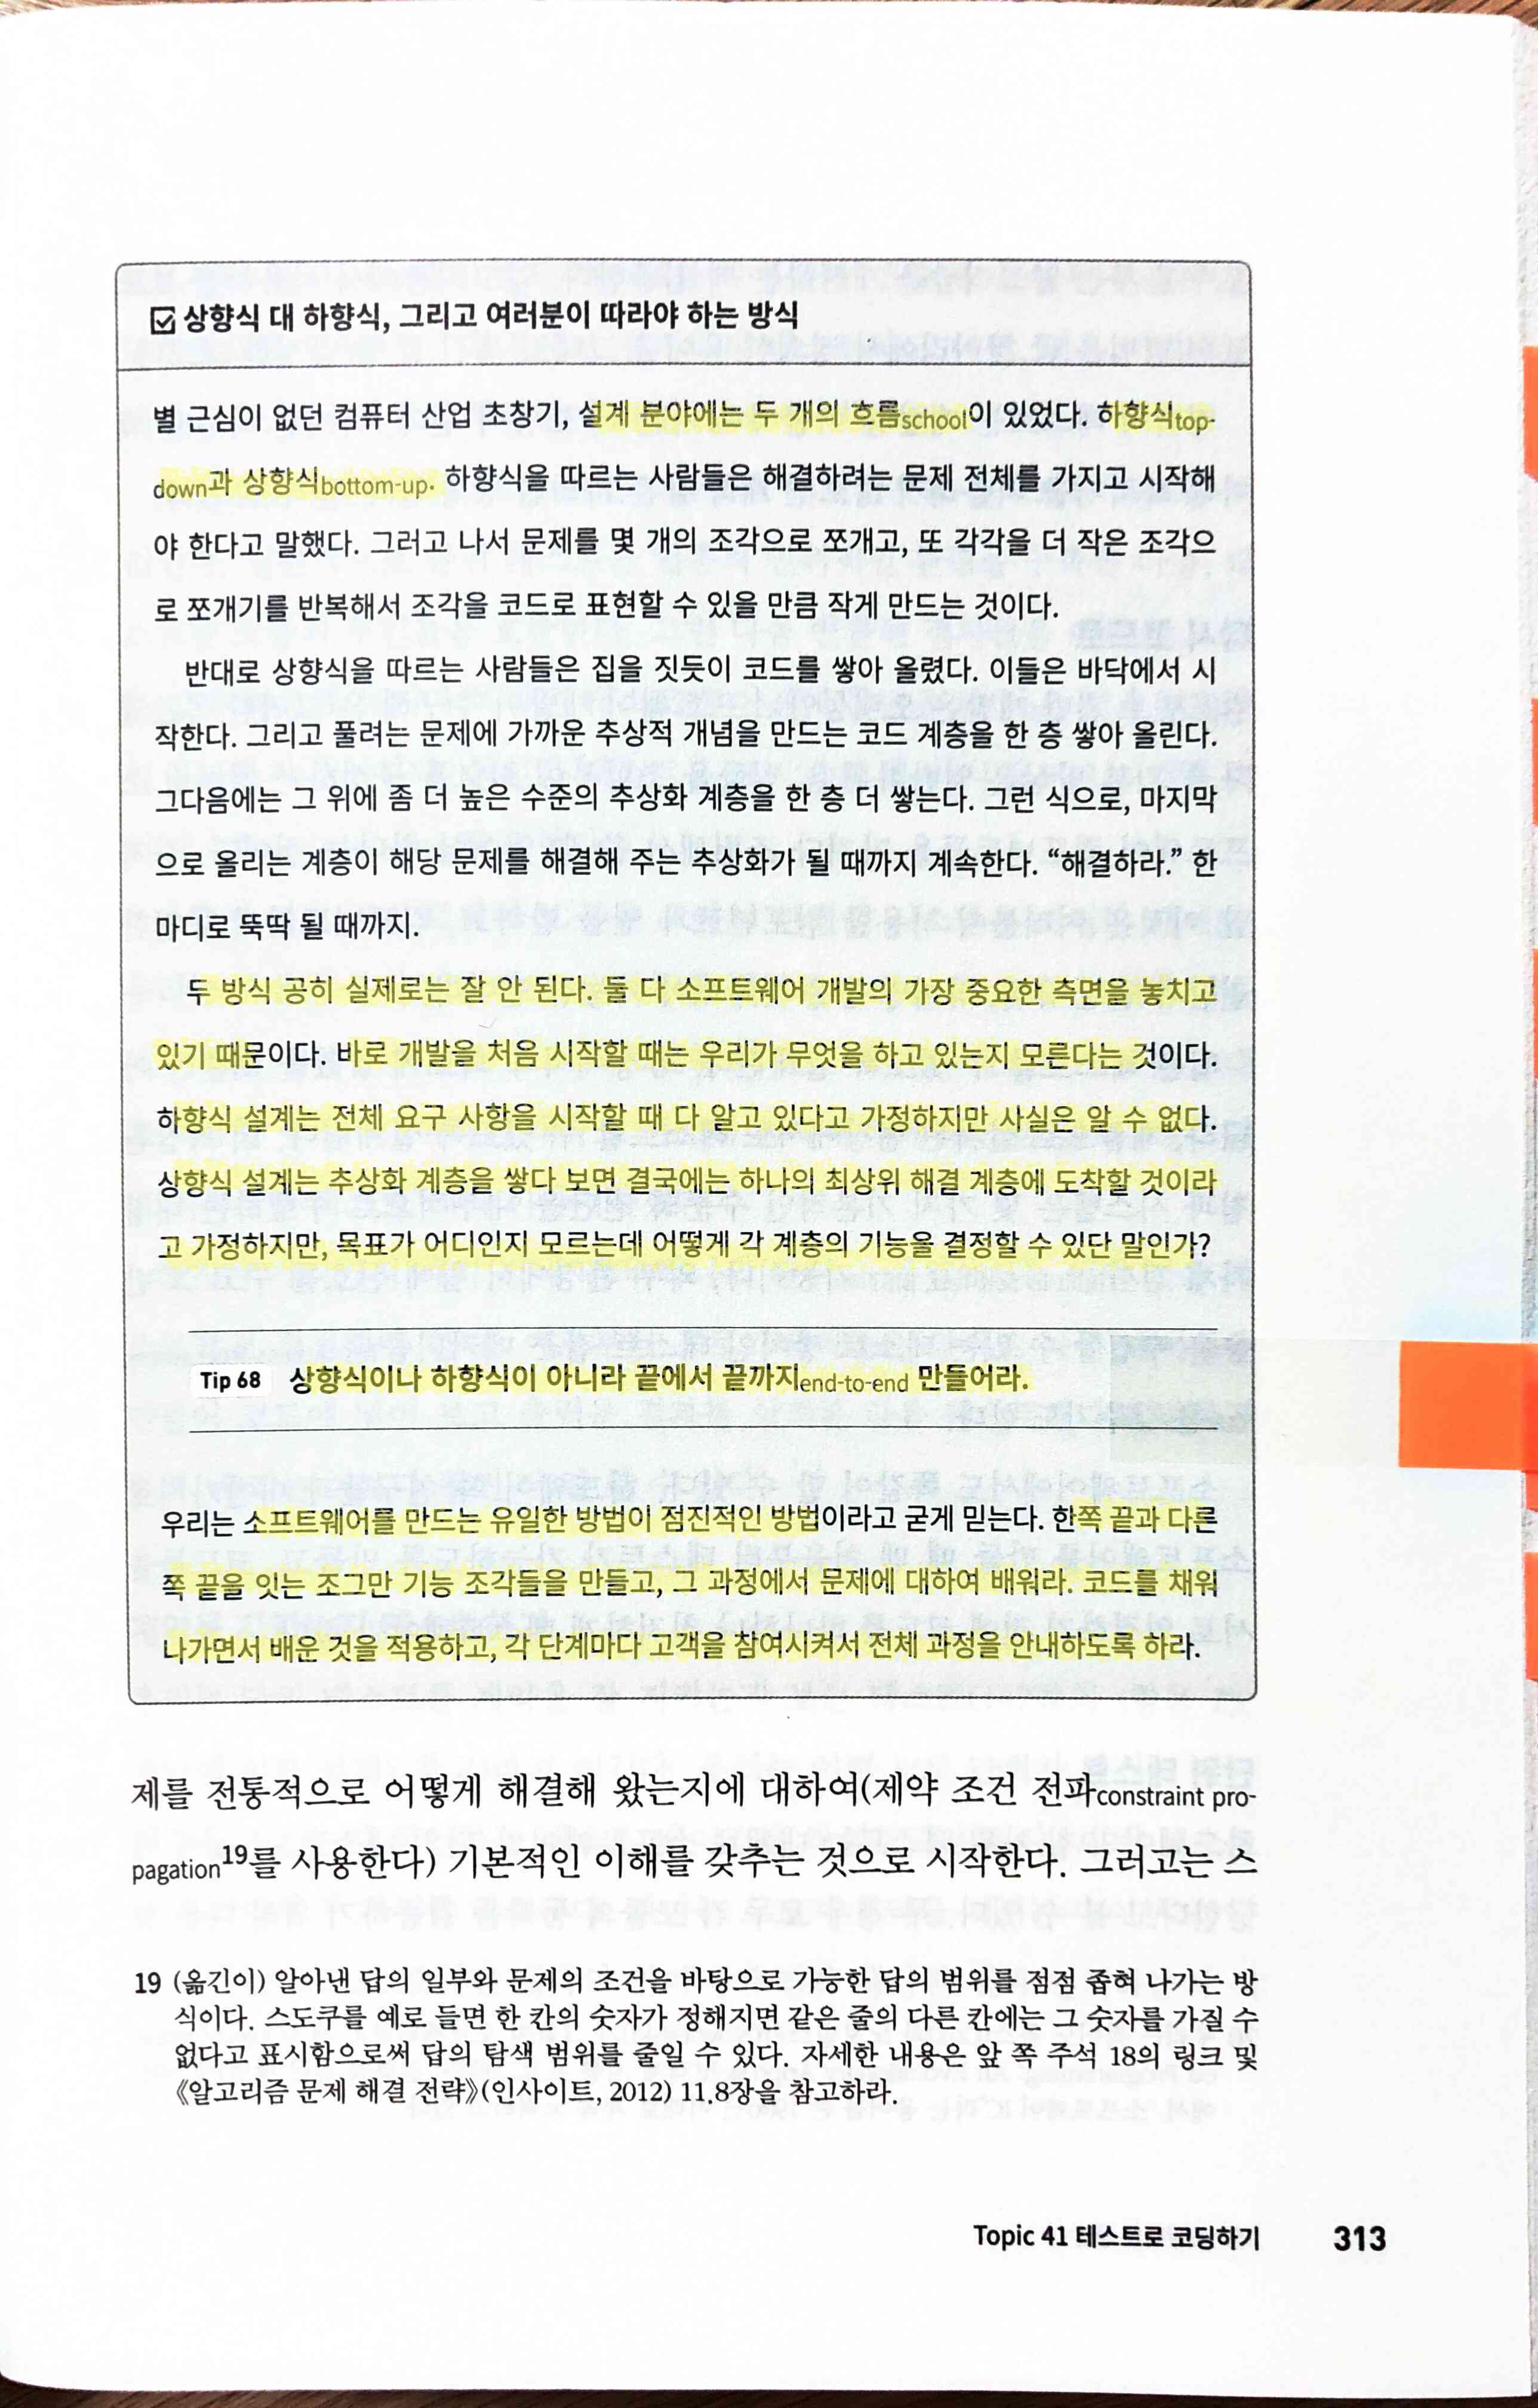 ☑ 상향식 대 하향식, 그리고 여러분이 따라야 하는 방식
별 근심이 없던 컴퓨터 산업 초창기, 설계 분야에는 두 개의 흐름school이 있었다. 하향식top-
down과 상향식bottom-up. 하향식을 따르는 사람들은 해결하려는 문제 전체를 가지고 시작해
야 한다고 말했다. 그러고 나서 문제를 몇 개의 조각으로 쪼개고, 또 각각을 더 작은 조각으
로 쪼개기를 반복해서 조각을 코드로 표현할 수 있을 만큼 작게 만드는 것이다.
반대로 상향식을 따르는 사람들은 집을 짓듯이 코드를 쌓아 올렸다. 이들은 바닥에서 시
작한다. 그리고 풀려는 문제에 가까운 추상적 개념을 만드는 코드 계층을 한 층 쌓아 올린다.
그다음에는 그 위에 좀 더 높은 수준의 추상화 계층을 한 층 더 쌓는다. 그런 식으로, 마지막
으로 올리는 계층이 해당 문제를 해결해 주는 추상화가 될 때까지 계속한다. “해결하라.” 한
마디로 뚝딱 될 때까지.
두 방식 공히 실제로는 잘 안 된다. 둘 다 소프트웨어 개발의 가장 중요한 측면을 놓치고
있기 때문이다. 바로 개발을 처음 시작할 때는 우리가 무엇을 하고 있는지 모른다는 것이다.
하향식 설계는 전체 요구 사항을 시작할 때 다 알고 있다고 가정하지만 사실은 알 수 없다.
상향식 설계는 추상화 계층을 쌓다 보면 결국에는 하나의 최상위 해결 계층에 도착할 것이라
고 가정하지만, 목표가 어디인지 모르는데 어떻게 각 계층의 기능을 결정할 수 있단 말인가?
Tip 68 상향식이나 하향식이 아니라 끝에서 끝까지end-to-end 만들어라.
우리는 소프트웨어를 만드는 유일한 방법이 점진적인 방법이라고 굳게 믿는다. 한쪽 끝과 다른
쪽 끝을 잇는 조그만 기능 조각들을 만들고, 그 과정에서 문제에 대하여 배워라. 코드를 채워
나가면서 배운 것을 적용하고, 각 단계마다 고객을 참여시켜서 전체 과정을 안내하도록 하라.
제를 전통적으로 어떻게 해결해 왔는지에 대하여(제약 조건 전파constraint pro-
pagation19를 사용한다) 기본적인 이해를 갖추는 것으로 시작한다. 그러고는 스
19 (옮긴이) 알아낸 답의 일부와 문제의 조건을 바탕으로 가능한 답의 범위를 점점 좁혀 나가는 방
식이다. 스도쿠를 예로 들면 한 칸의 숫자가 정해지면 같은 줄의 다른 칸에는 그 숫자를 가질 수
없다고 표시함으로써 답의 탐색 범위를 줄일 수 있다. 자세한 내용은 앞 쪽 주석 18의 링크 및
《알고리즘 문제 해결 전략》(인사이트, 2012) 11.8장을 참고하라.
Topic 41 테스트로 코딩하기 313